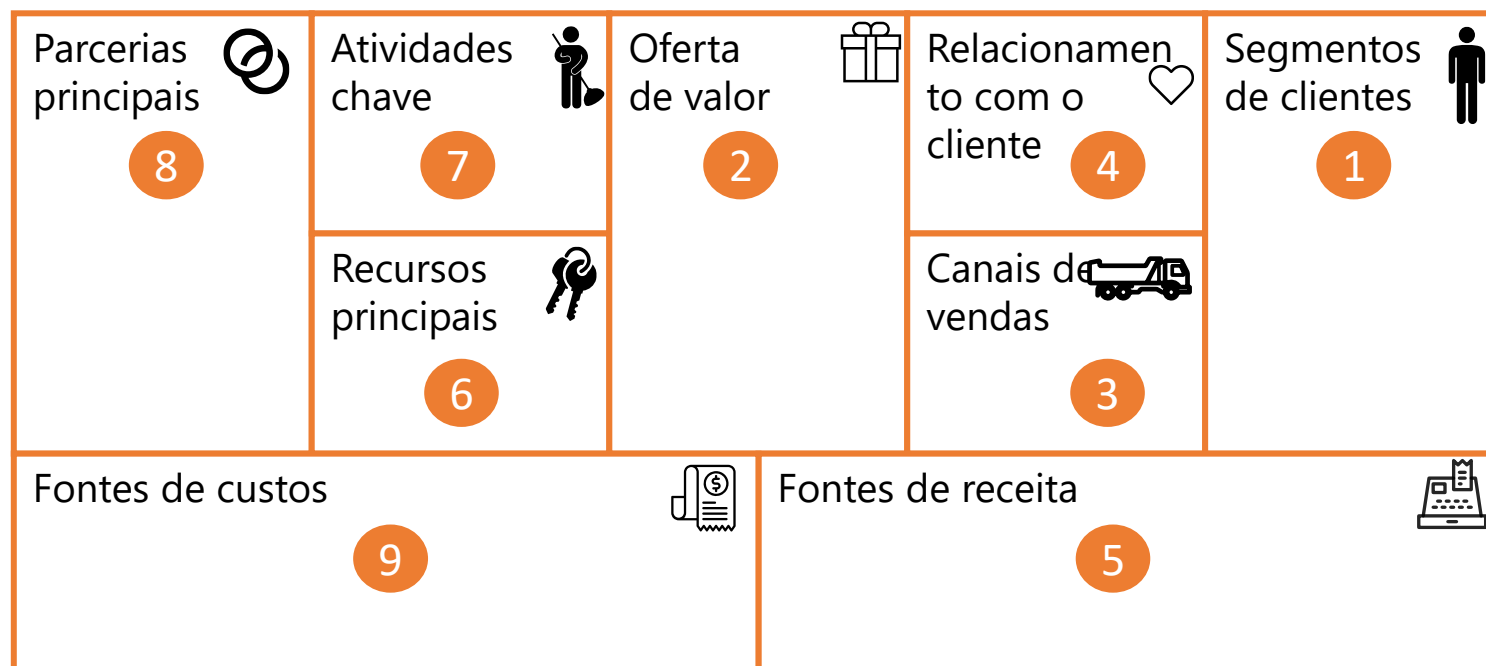 Parcerias
principais
8
Atividades
chave
7
Oferta
de valor
2
Relacionamen
to com o
cliente
4
Segmentos
de clientes
1
Recursos
principais
6
Canais de
vendas
3
Fontes de custos
$
9
Fontes de receita
5